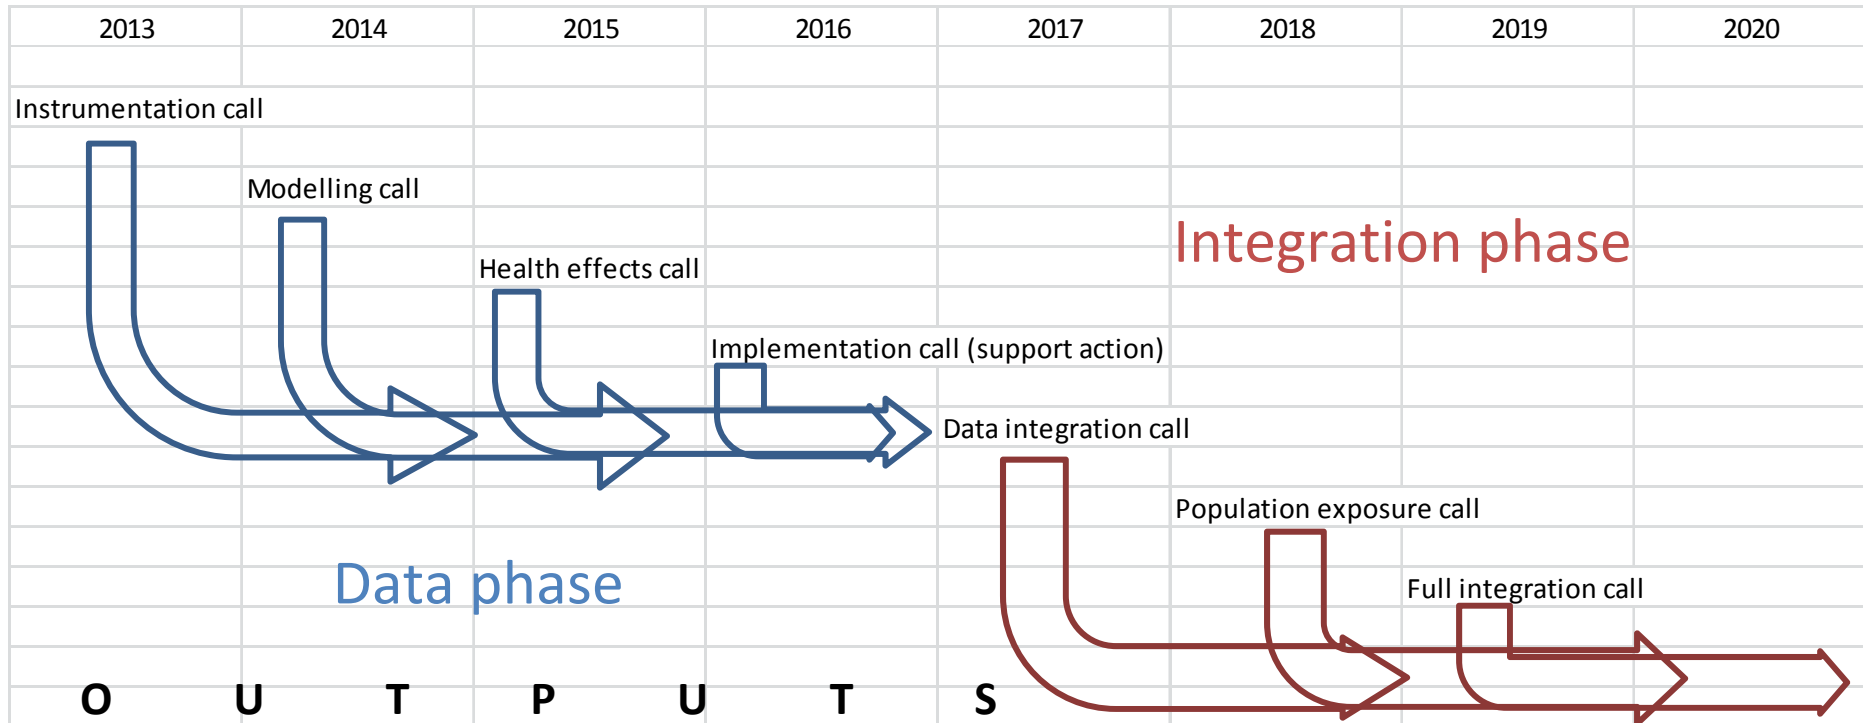 2013 2014 2015 2016 2017 2018 2019 2020
Instrumentation call
Modelling call
Integration phase
Health effects call
Implementation call (support action)
Data integration call
Population exposure call
Data phase
Full integration call
O U T P U T S